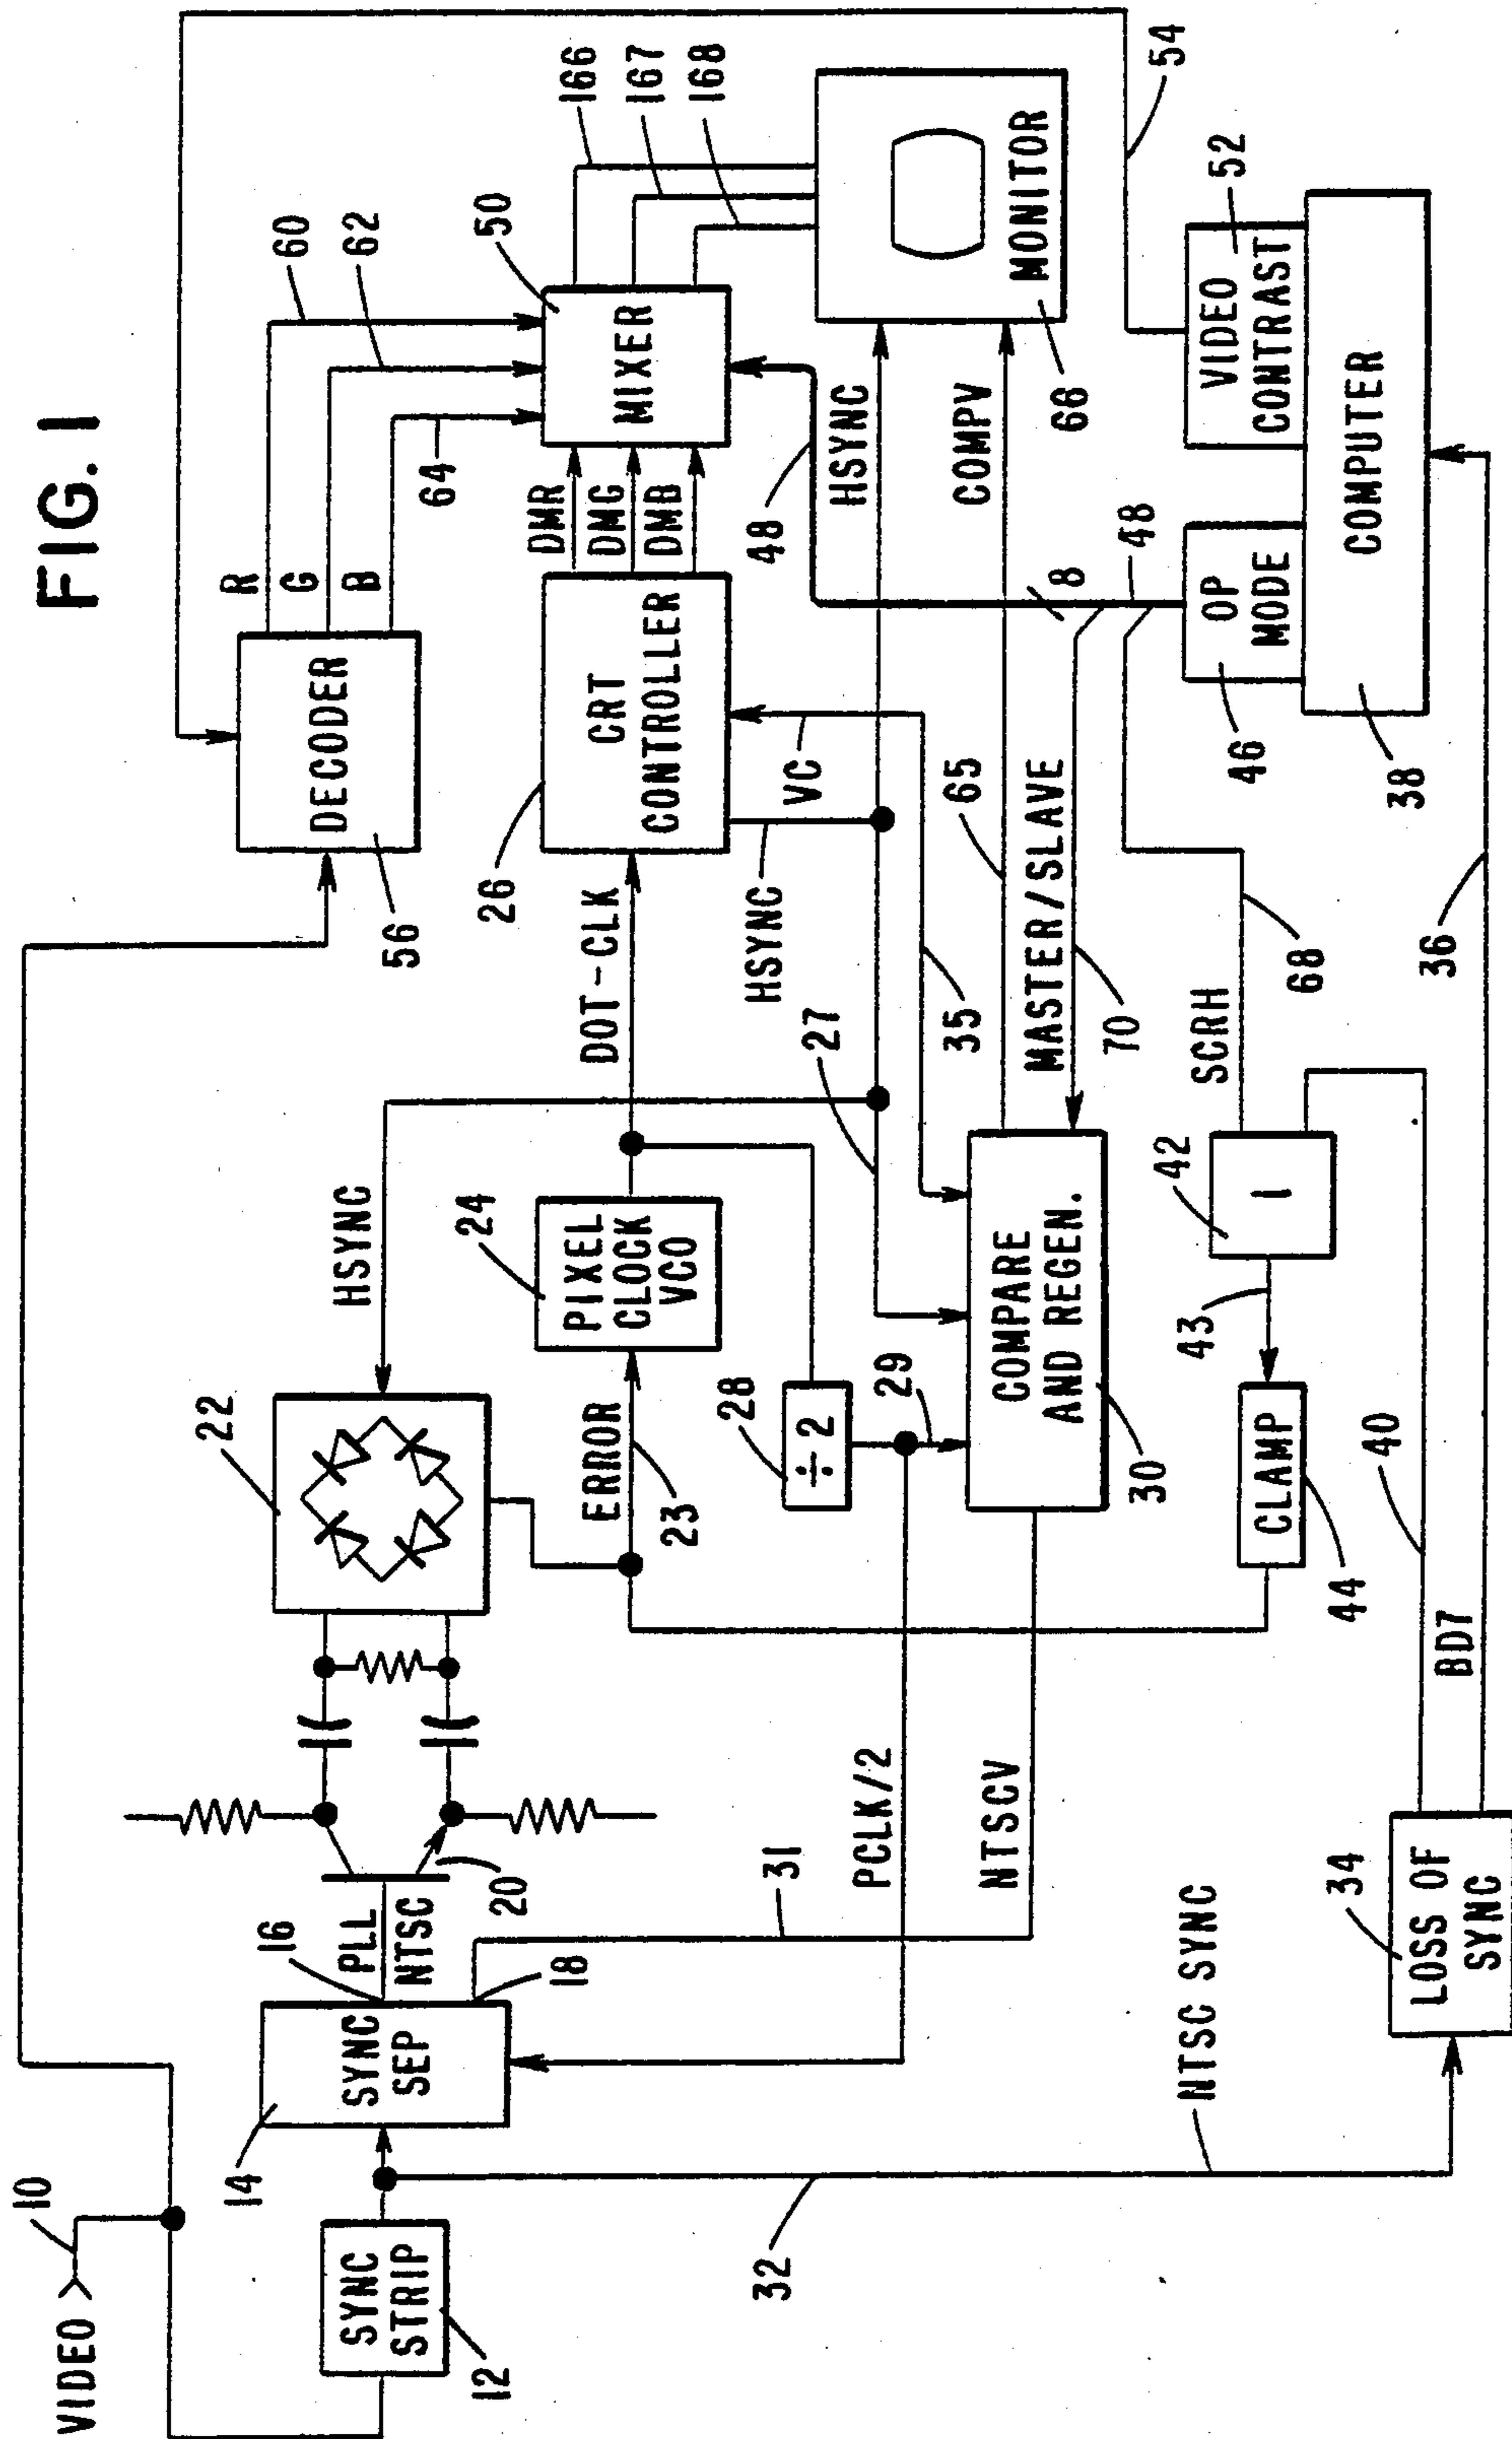 FIG. 1
VIDEO
10
SYNC
STRIP
12
14
SYNC
SEP
16
PLL
NTSC
18
20
22
HSYNC
ERROR
23
24
PIXEL
CLOCK
VCO
DOT-CLK
26
CRT
CONTROLLER
DECODER
56
R
G
B
60
62
64
DMR
DMG
DMB
MIXER
50
166
167
168
MONITOR
66
HSYNC
COMPV
48
HSYNC
VC
27
35
65
MASTER/SLAVE
70
28
÷2
29
COMPARE
AND REGEN.
30
31
PCLK/2
NTSCV
32
NTSC SYNC
34
LOSS OF
SYNC
BD7
40
36
CLAMP
44
43
42
1
SCRH
68
8
48
46
OP
MODE
VIDEO
CONTRAST
52
54
COMPUTER
38